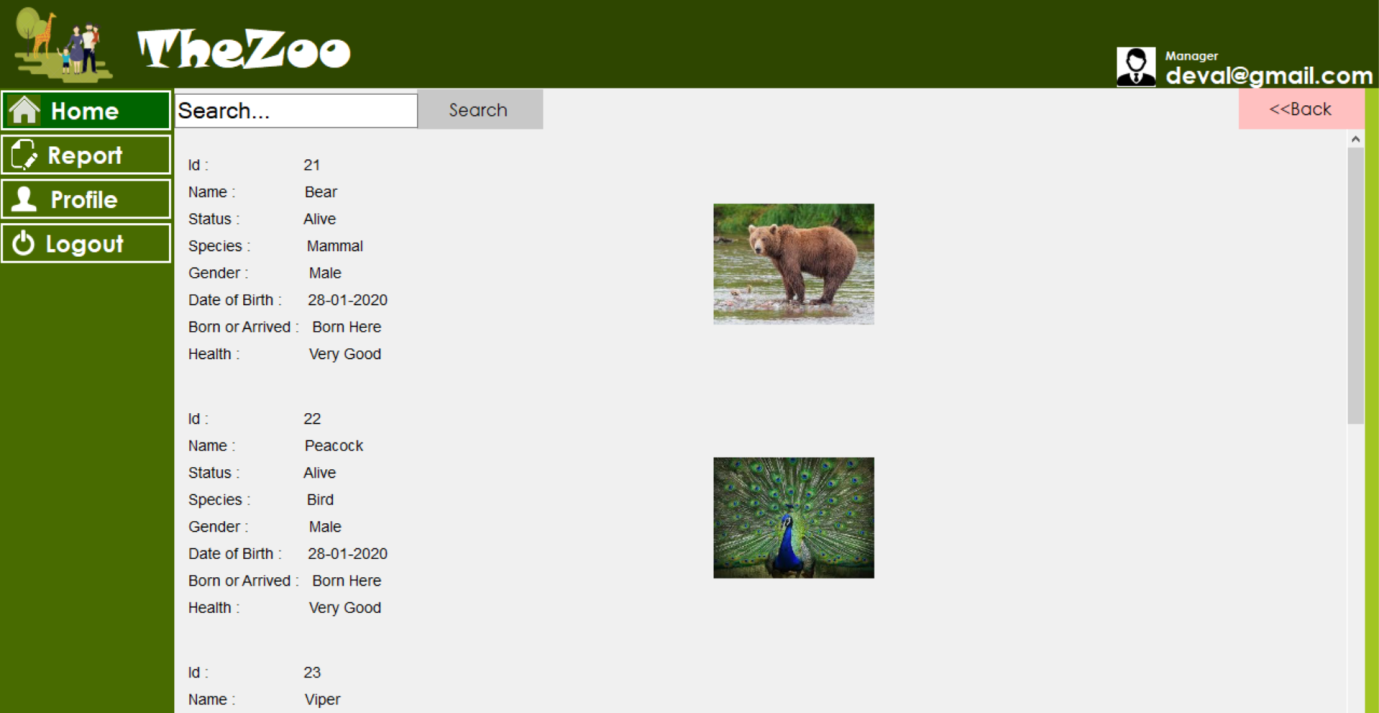 TheZoo
Manager
deval@gmail.com
Home
Report
Profile
Logout
Search... Search <<Back
Id : 21
Name : Bear
Status : Alive
Species : Mammal
Gender : Male
Date of Birth : 28-01-2020
Born or Arrived : Born Here
Health : Very Good
Id : 22
Name : Peacock
Status : Alive
Species : Bird
Gender : Male
Date of Birth : 28-01-2020
Born or Arrived : Born Here
Health : Very Good
Id : 23
Name : Viper